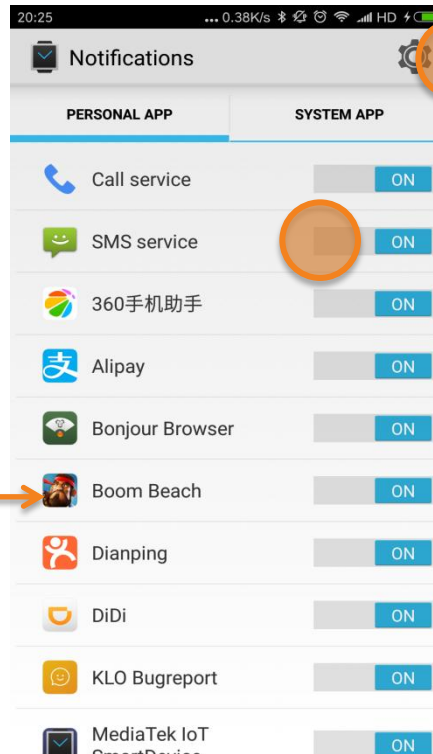 20:25 ... 0.38K/s HD
Notifications
PERSONAL APP SYSTEM APP
Call service ON
SMS service ON
360手机助手 ON
Alipay ON
Bonjour Browser ON
Boom Beach ON
Dianping ON
DiDi ON
KLO Bugreport ON
MediaTek IoT
SmartDevice ON